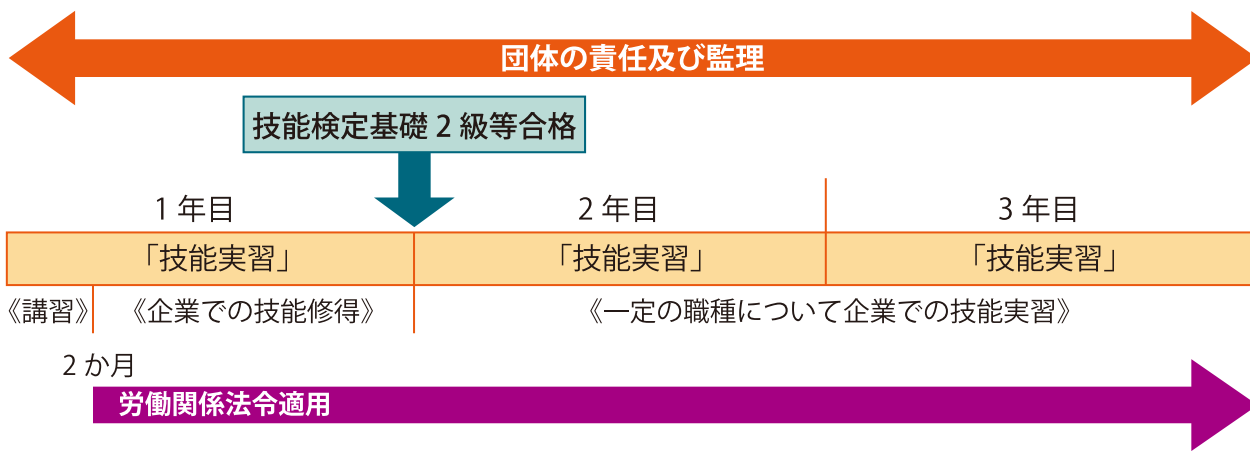 団体の責任及び監理
技能検定基礎 2 級等合格
1 年目
2 年目
3 年目
「技能実習」
「技能実習」
「技能実習」
《講習》
《企業での技能修得》
《一定の職種について企業での技能実習》
2 か月
労働関係法令適用